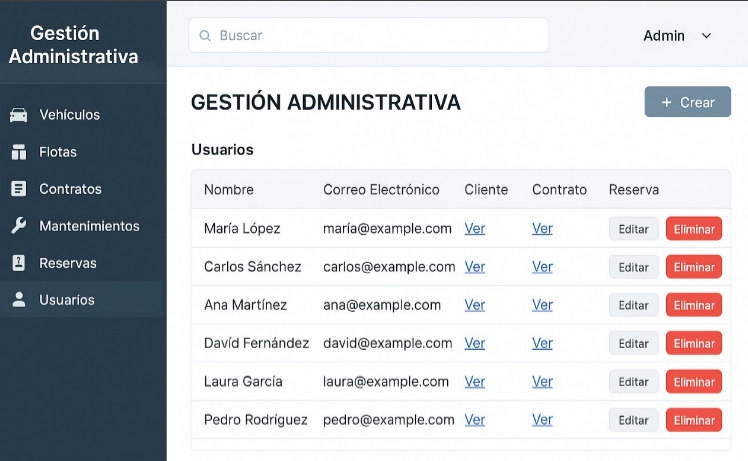 Gestión
Administrativa
Vehículos
Flotas
Contratos
Mantenimientos
Reservas
Usuarios
Buscar
Admin
GESTIÓN ADMINISTRATIVA
+ Crear
Usuarios
Nombre Correo Electrónico Cliente Contrato Reserva
María López maría@example.com Ver Ver Editar Eliminar
Carlos Sánchez carlos@example.com Ver Ver Editar Eliminar
Ana Martínez ana@example.com Ver Ver Editar Eliminar
Davíd Fernández david@example.com Ver Ver Editar Eliminar
Laura García laura@example.com Ver Ver Editar Eliminar
Pedro Rodríguez pedro@example.com Ver Ver Editar Eliminar